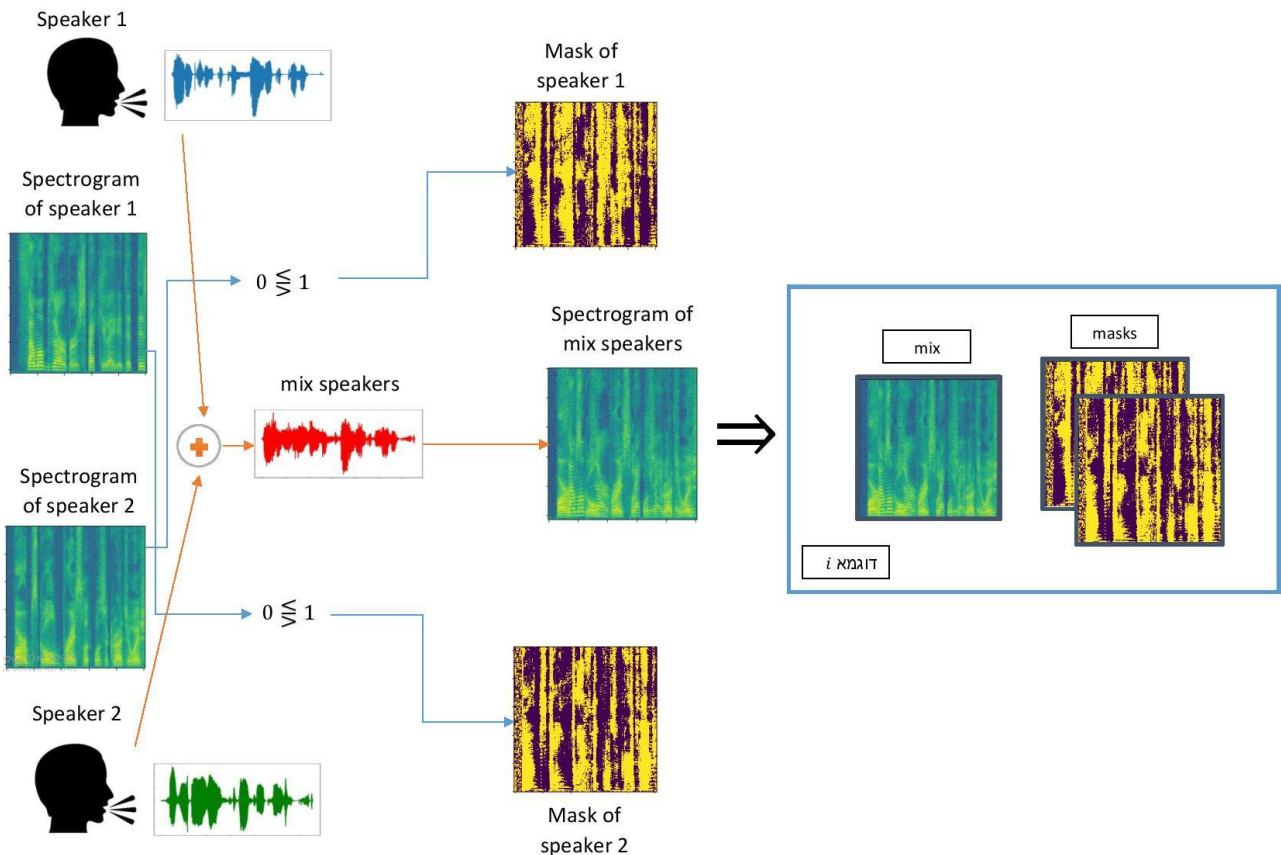 Speaker 1
Mask of
speaker 1
Spectrogram
of speaker 1
0 ⋚ 1
Spectrogram of
mix speakers
mix speakers
mix
masks
Spectrogram
of speaker 2
דוגמא i
0 ⋚ 1
Speaker 2
Mask of
speaker 2